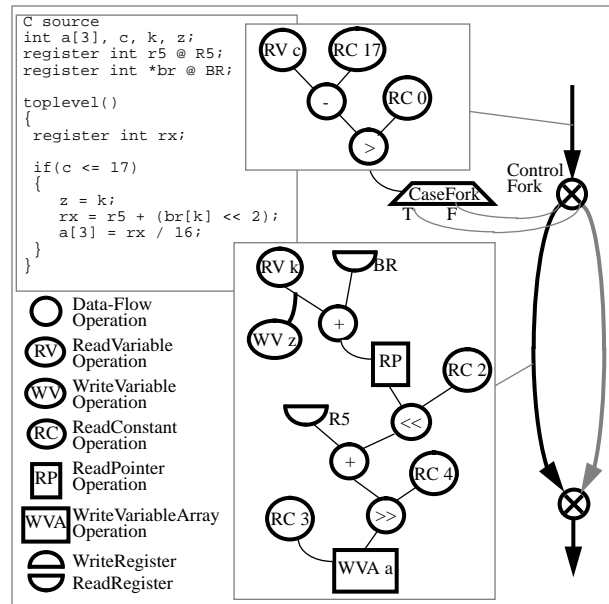 C source
int a[3], c, k, z;
register int r5 @ R5;
register int *br @ BR;
toplevel()
{
register int rx;
if(c <= 17)
{
z = k;
rx = r5 + (br[k] << 2);
a[3] = rx / 16;
}
}
RV c
RC 17
-
RC 0
>
CaseFork
T
F
Control
Fork
RV k
BR
+
WV z
RP
RC 2
R5
<<
+
RC 4
RC 3
>>
WVA a
Data-Flow
Operation
RV
ReadVariable
Operation
WV
WriteVariable
Operation
RC
ReadConstant
Operation
RP
ReadPointer
Operation
WVA
WriteVariableArray
Operation
WriteRegister
ReadRegister